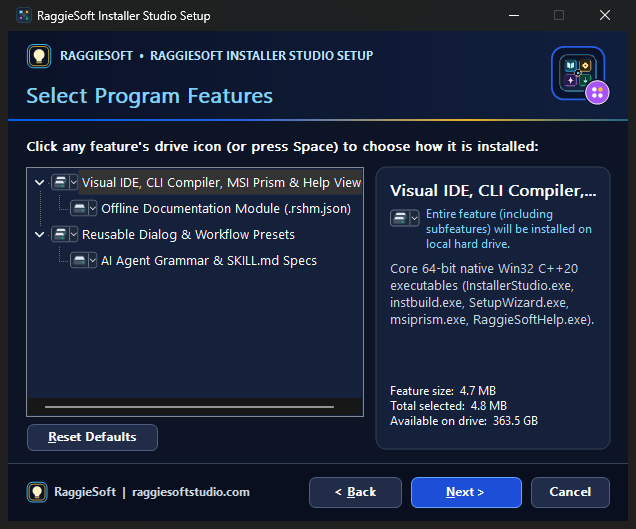 RaggieSoft Installer Studio Setup
RAGGIESOFT • RAGGIESOFT INSTALLER STUDIO SETUP
Select Program Features
Click any feature's drive icon (or press Space) to choose how it is installed:
Visual IDE, CLI Compiler, MSI Prism & Help View
Offline Documentation Module (.rshm.json)
Reusable Dialog & Workflow Presets
AI Agent Grammar & SKILL.md Specs
Visual IDE, CLI Compiler,...
Entire feature (including
subfeatures) will be installed on
local hard drive.
Core 64-bit native Win32 C++20
executables (InstallerStudio.exe,
instbuild.exe, SetupWizard.exe,
msiprism.exe, RaggieSoftHelp.exe).
Feature size: 4.7 MB
Total selected: 4.8 MB
Available on drive: 363.5 GB
Reset Defaults
RaggieSoft | raggiesoftstudio.com
< Back
Next >
Cancel